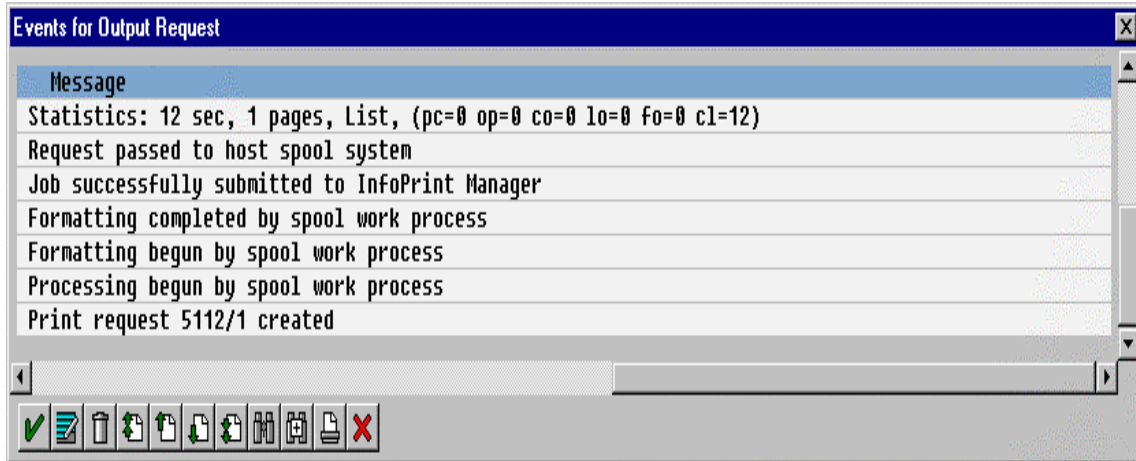 Events for Output Request
Message
Statistics: 12 sec, 1 pages, List, (pc=0 op=0 co=0 lo=0 fo=0 cl=12)
Request passed to host spool system
Job successfully submitted to InfoPrint Manager
Formatting completed by spool work process
Formatting begun by spool work process
Processing begun by spool work process
Print request 5112/1 created